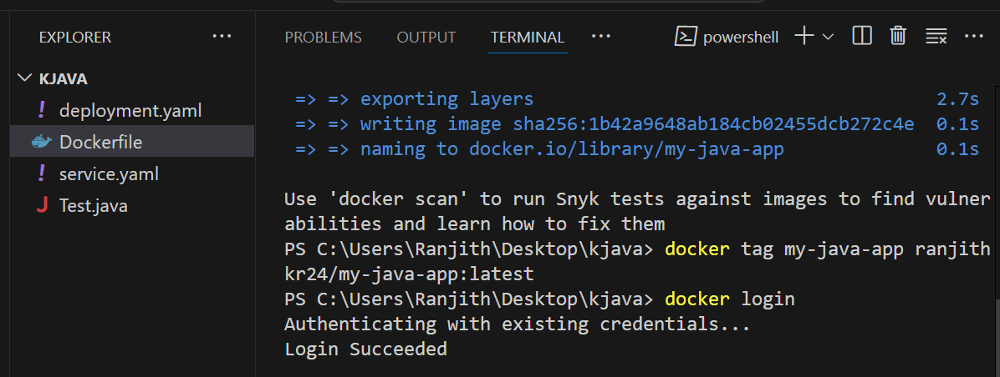 EXPLORER ...
PROBLEMS OUTPUT TERMINAL ... powershell ...
KJAVA
! deployment.yaml
Dockerfile
! service.yaml
J Test.java
=> => exporting layers 2.7s
=> => writing image sha256:1b42a9648ab184cb02455dcb272c4e 0.1s
=> => naming to docker.io/library/my-java-app 0.1s
Use 'docker scan' to run Snyk tests against images to find vulner
abilities and learn how to fix them
PS C:\Users\Ranjith\Desktop\kjava> docker tag my-java-app ranjith
kr24/my-java-app:latest
PS C:\Users\Ranjith\Desktop\kjava> docker login
Authenticating with existing credentials...
Login Succeeded